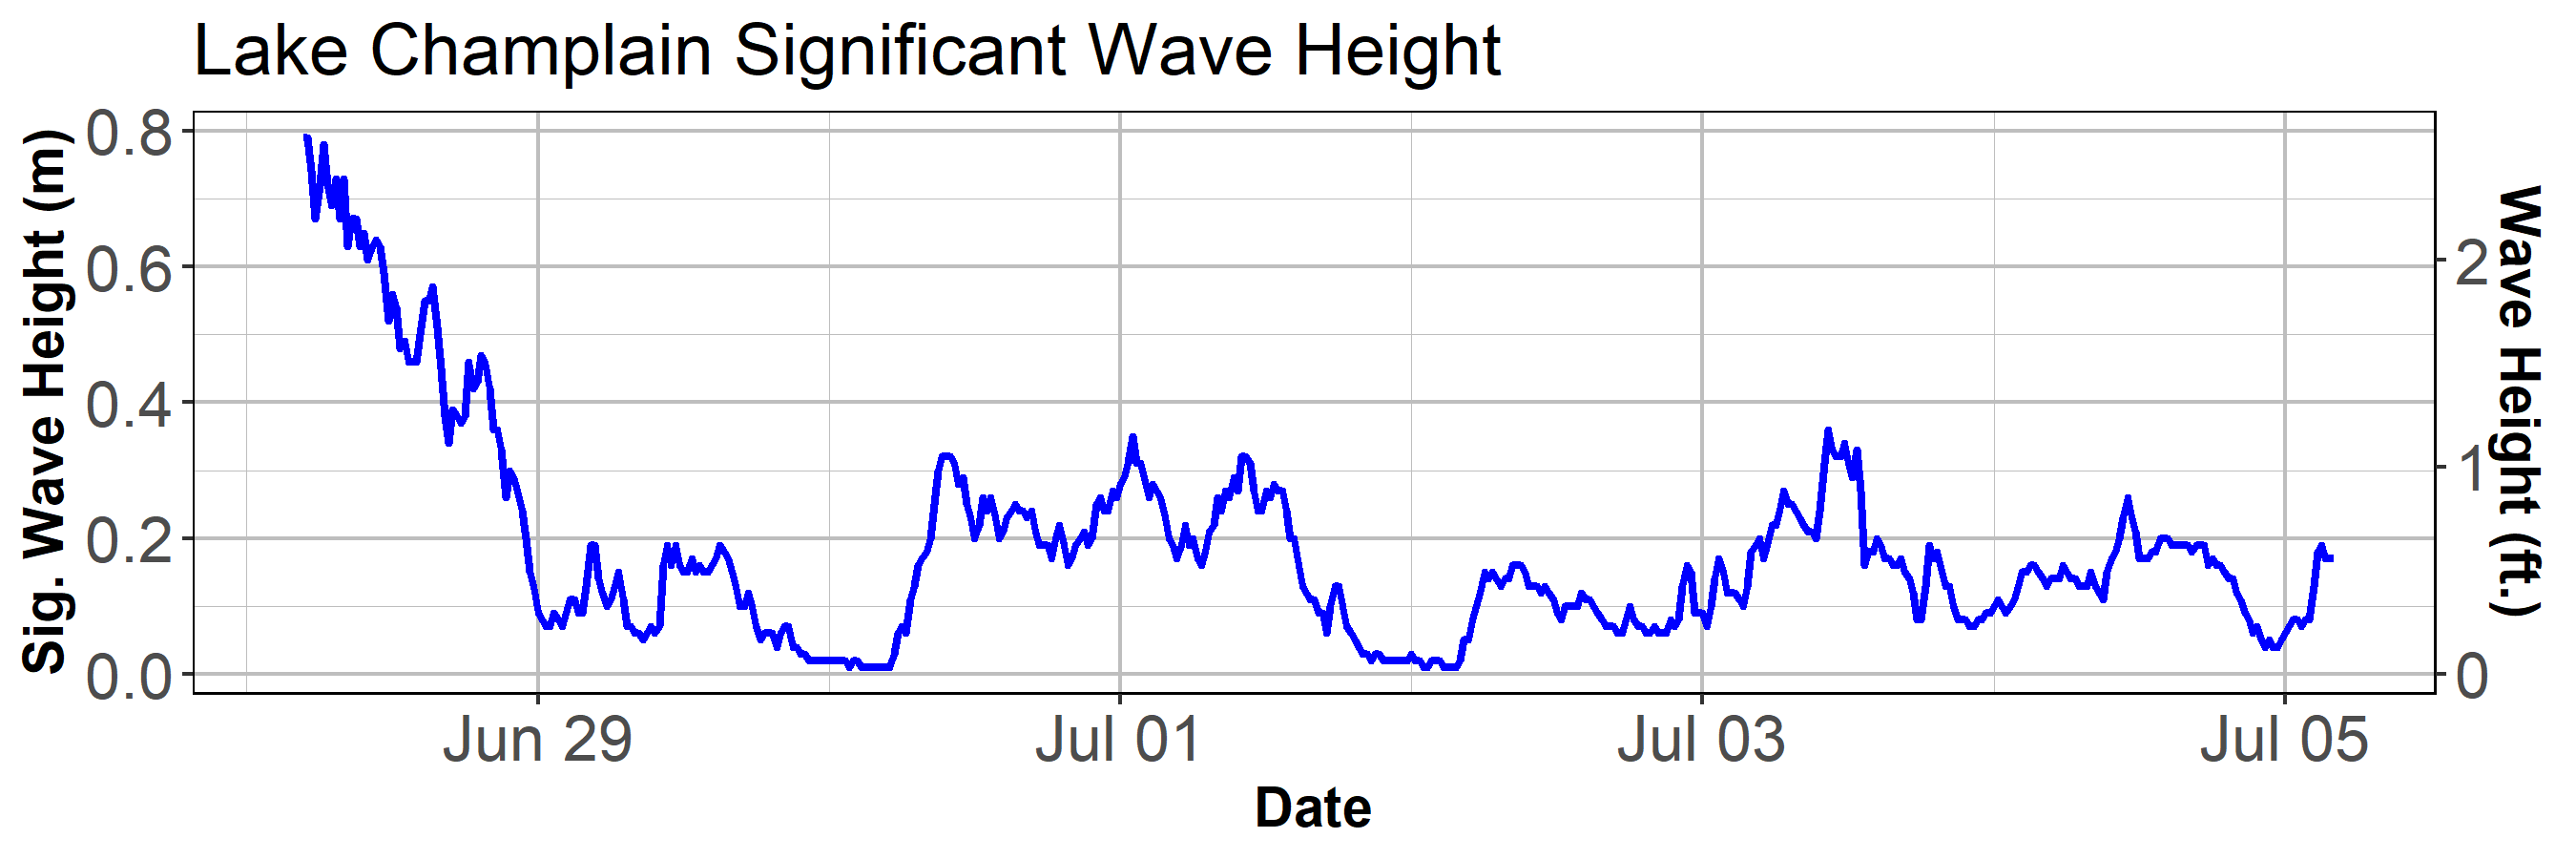 Lake Champlain Significant Wave Height
Sig. Wave Height (m)
0.8
0.6
0.4
0.2
0.0
Wave Height (ft.)
2
1
0
Jun 29
Jul 01
Jul 03
Jul 05
Date